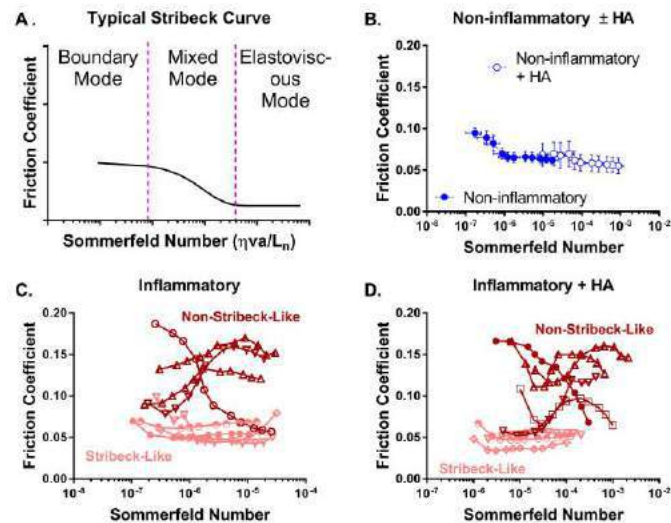 A.
Typical Stribeck Curve
Boundary
Mode
Mixed
Mode
Elastovisc-
ous Mode
Friction Coefficient
Sommerfeld Number (ηva/Lₙ)
B.
Non-inflammatory ± HA
0.20
0.15
0.10
0.05
0.00
Non-inflammatory
+ HA
Non-inflammatory
Friction Coefficient
10⁻⁷ 10⁻⁶ 10⁻⁵ 10⁻⁴ 10⁻³ 10⁻²
Sommerfeld Number
C.
Inflammatory
0.20
0.15
0.10
0.05
0.00
Non-Stribeck-Like
Stribeck-Like
Friction Coefficient
10⁻⁸ 10⁻⁷ 10⁻⁶ 10⁻⁵ 10⁻⁴
Sommerfeld Number
D.
Inflammatory + HA
0.20
0.15
0.10
0.05
0.00
Non-Stribeck-Like
Stribeck-Like
Friction Coefficient
10⁻⁷ 10⁻⁶ 10⁻⁵ 10⁻⁴ 10⁻³ 10⁻²
Sommerfeld Number